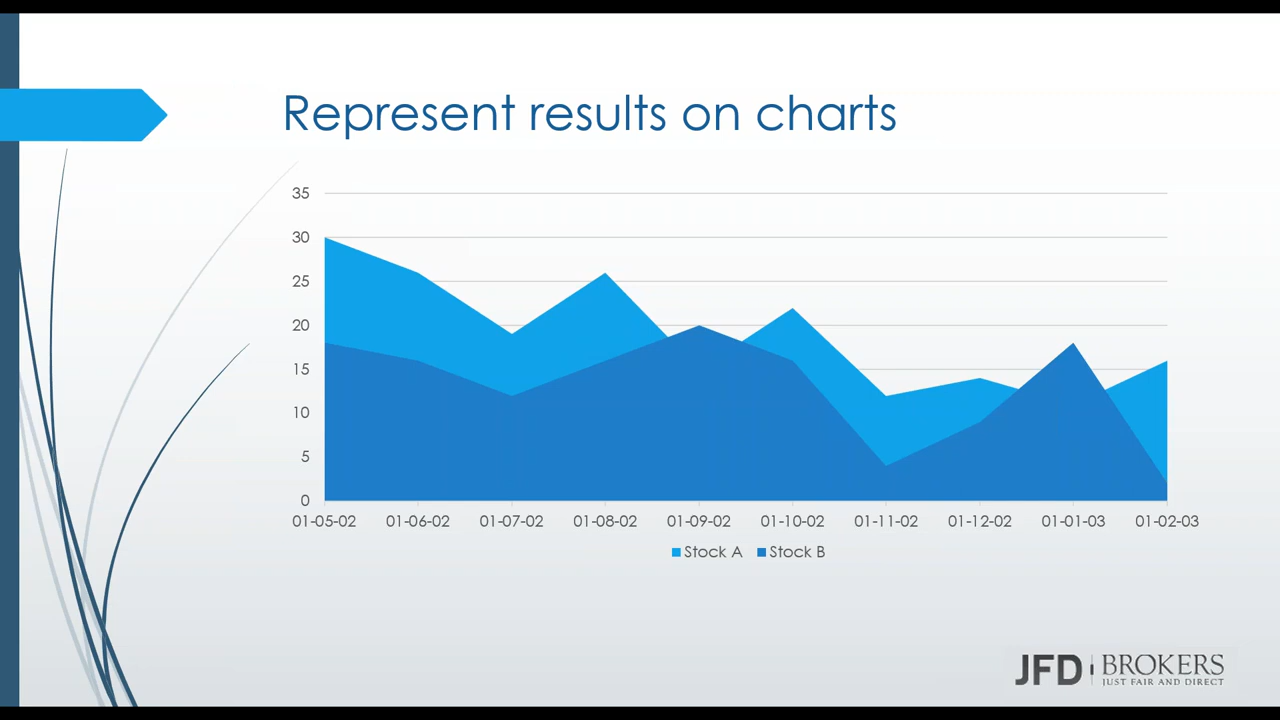 Represent results on charts
35
30
25
20
15
10
5
0
01-05-02 01-06-02 01-07-02 01-08-02 01-09-02 01-10-02 01-11-02 01-12-02 01-01-03 01-02-03
Stock A Stock B
JFD BROKERS
JUST FAIR AND DIRECT